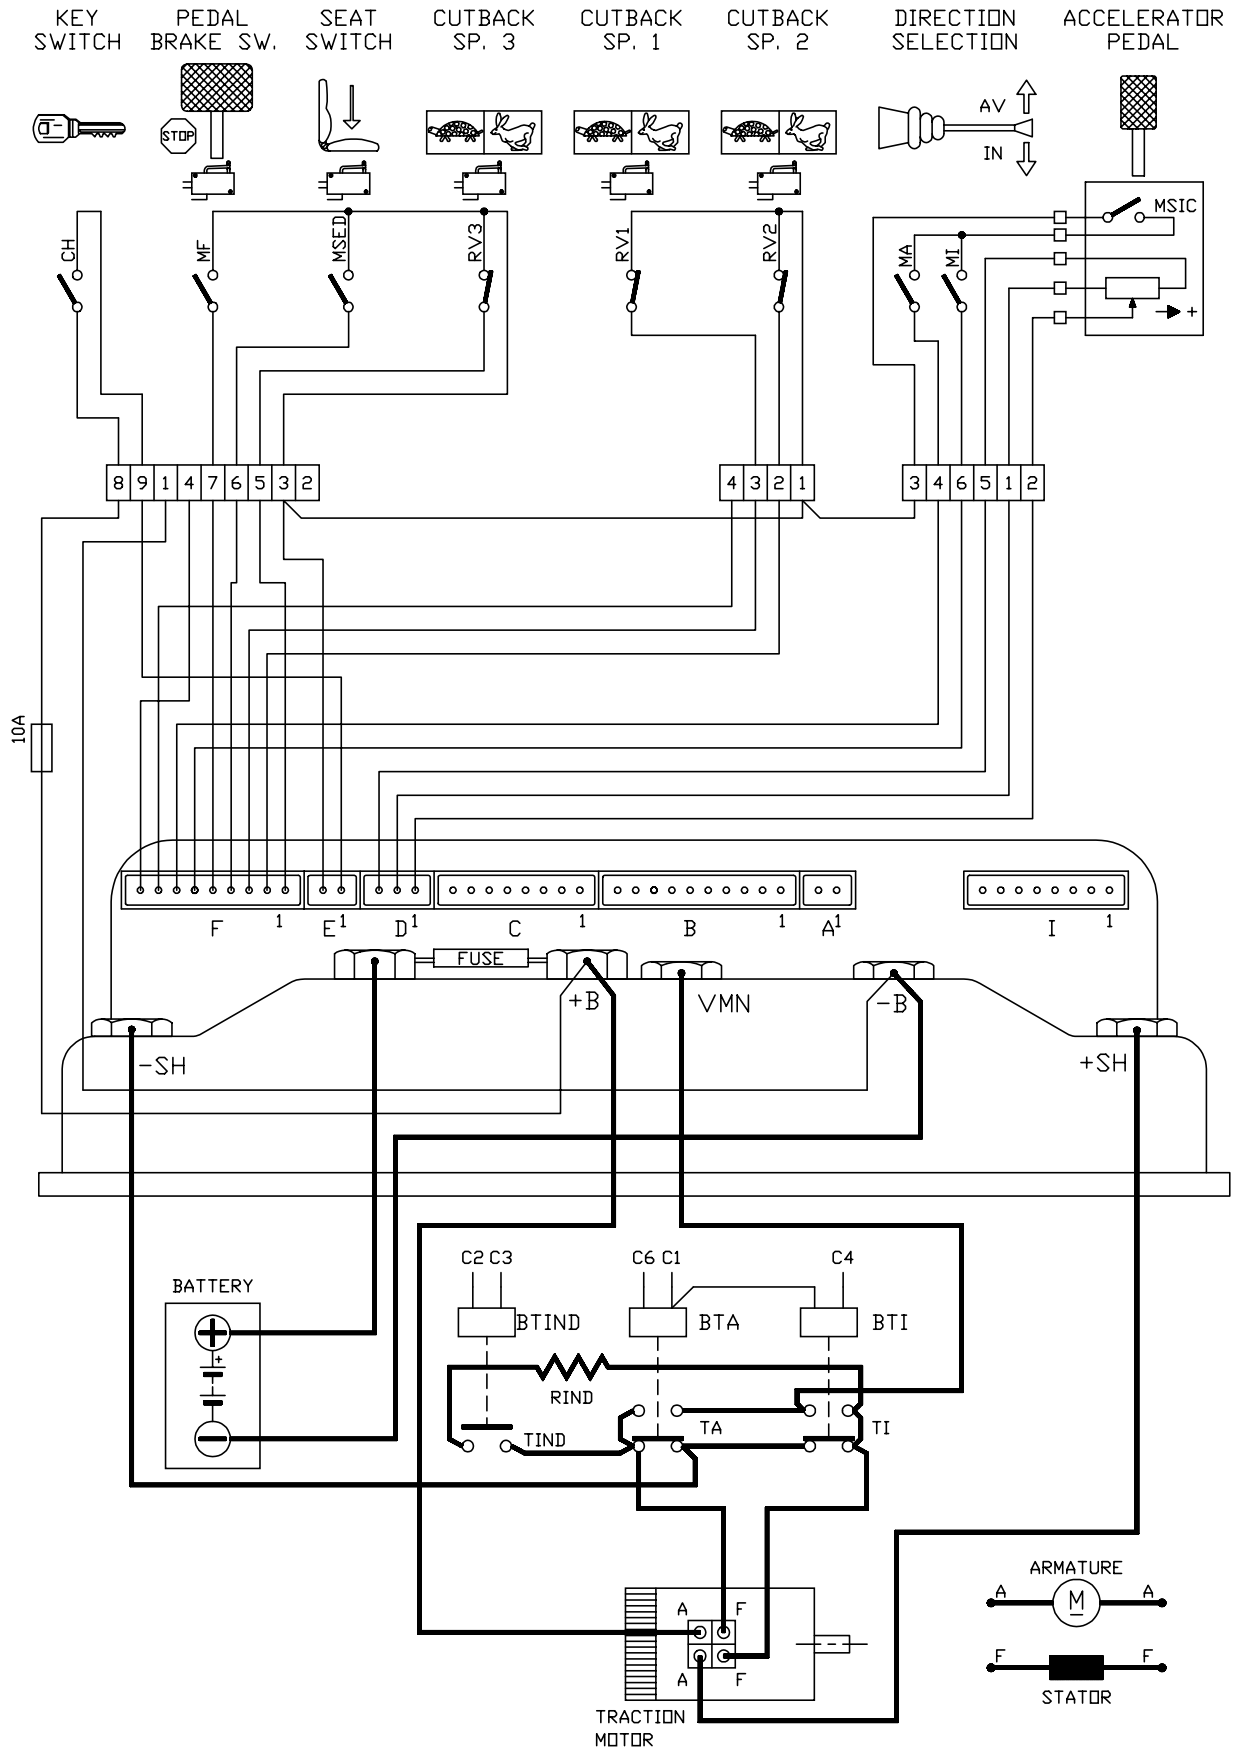 KEY SWITCH
PEDAL BRAKE SW.
SEAT SWITCH
CUTBACK SP. 3
CUTBACK SP. 1
CUTBACK SP. 2
DIRECTION SELECTION
ACCELERATOR PEDAL
STOP
AV
IN
MSIC
CH
MF
MSED
RV3
RV1
RV2
MA
MI
+
8 9 1 4 7 6 5 3 2
4 3 2 1
3 4 6 5 1 2
10A
F 1
E 1
D 1
C 1
B 1
A 1
I 1
FUSE
+B
VMN
-B
-SH
+SH
C2 C3
C6 C1
C4
BATTERY
BTIND
BTA
BTI
+
RIND
TIND
TA
TI
ARMATURE
A M A
A F
F F
A F
STATOR
TRACTION
MOTOR